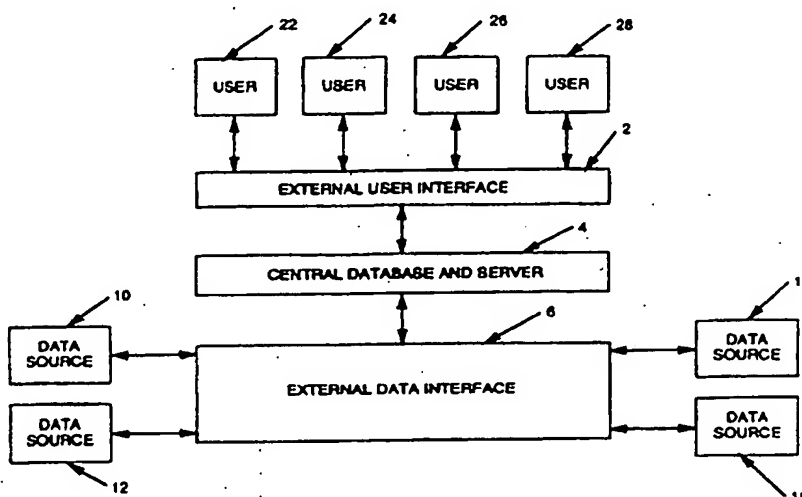 22
24
26
28
USER
USER
USER
USER
2
EXTERNAL USER INTERFACE
4
CENTRAL DATABASE AND SERVER
10
6
DATA
SOURCE
EXTERNAL DATA INTERFACE
DATA
SOURCE
DATA
SOURCE
DATA
SOURCE
12